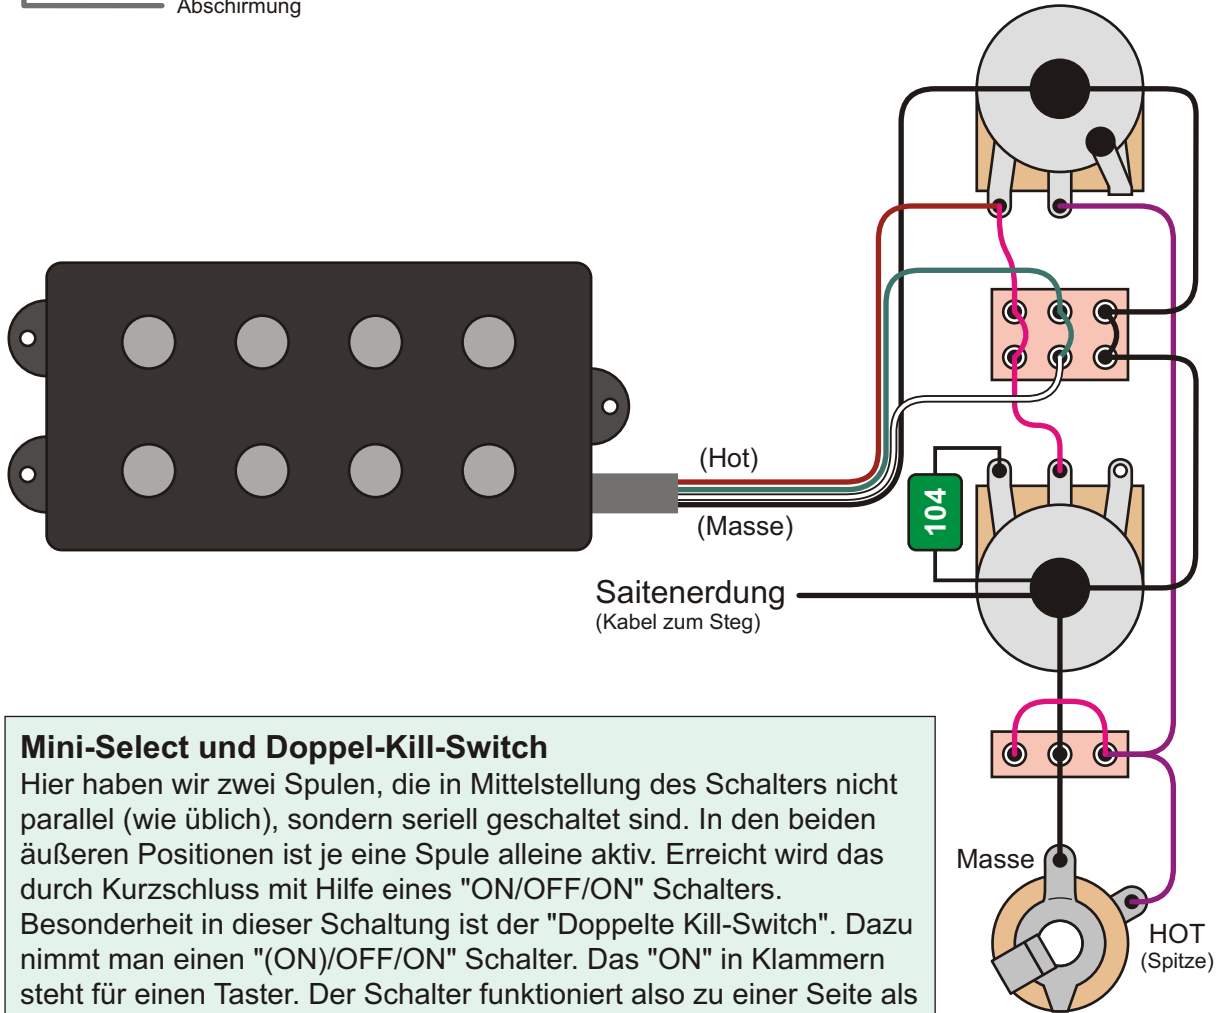 Abschirmung
(Hot)
(Masse)
104
Saitenerdung
(Kabel zum Steg)
Mini-Select und Doppel-Kill-Switch
Hier haben wir zwei Spulen, die in Mittelstellung des Schalters nicht
parallel (wie üblich), sondern seriell geschaltet sind. In den beiden
äußeren Positionen ist je eine Spule alleine aktiv. Erreicht wird das
durch Kurzschluss mit Hilfe eines "ON/OFF/ON" Schalters.
Besonderheit in dieser Schaltung ist der "Doppelte Kill-Switch". Dazu
nimmt man einen "(ON)/OFF/ON" Schalter. Das "ON" in Klammern
steht für einen Taster. Der Schalter funktioniert also zu einer Seite als
Masse
HOT
(Spitze)